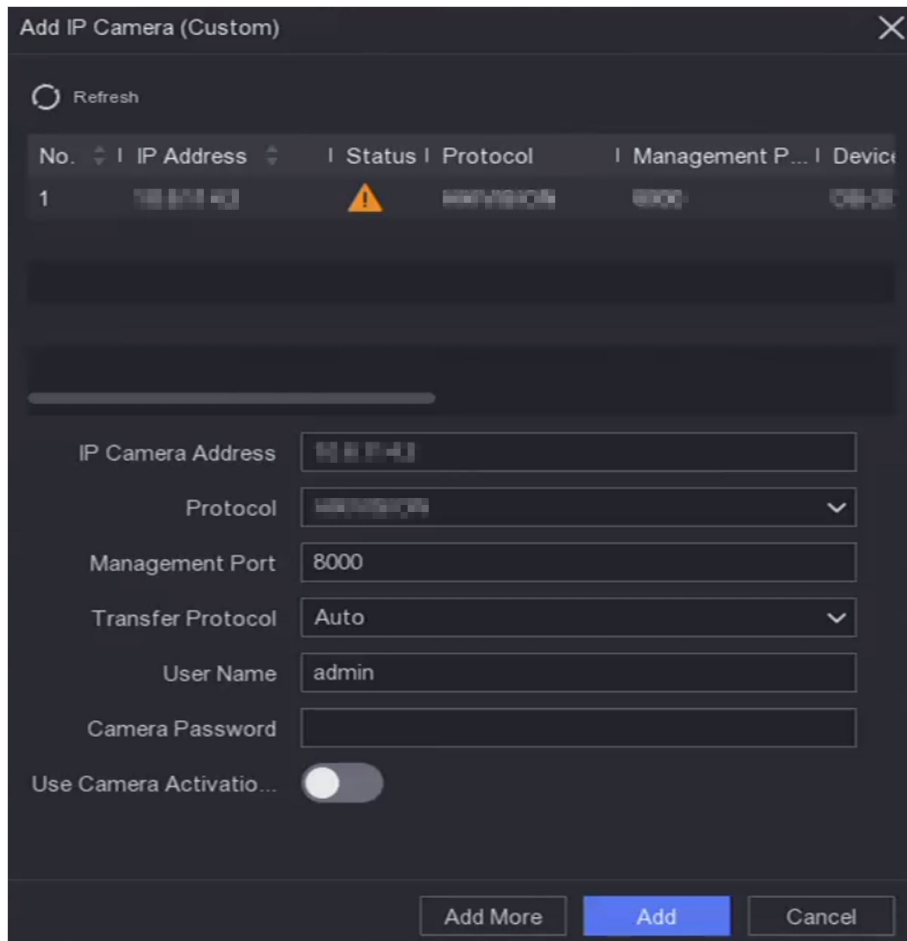 Add IP Camera (Custom)
Refresh
No. IP Address Status Protocol Management P... Device
1
IP Camera Address
Protocol
Management Port 8000
Transfer Protocol Auto
User Name admin
Camera Password
Use Camera Activatio...
Add More Add Cancel